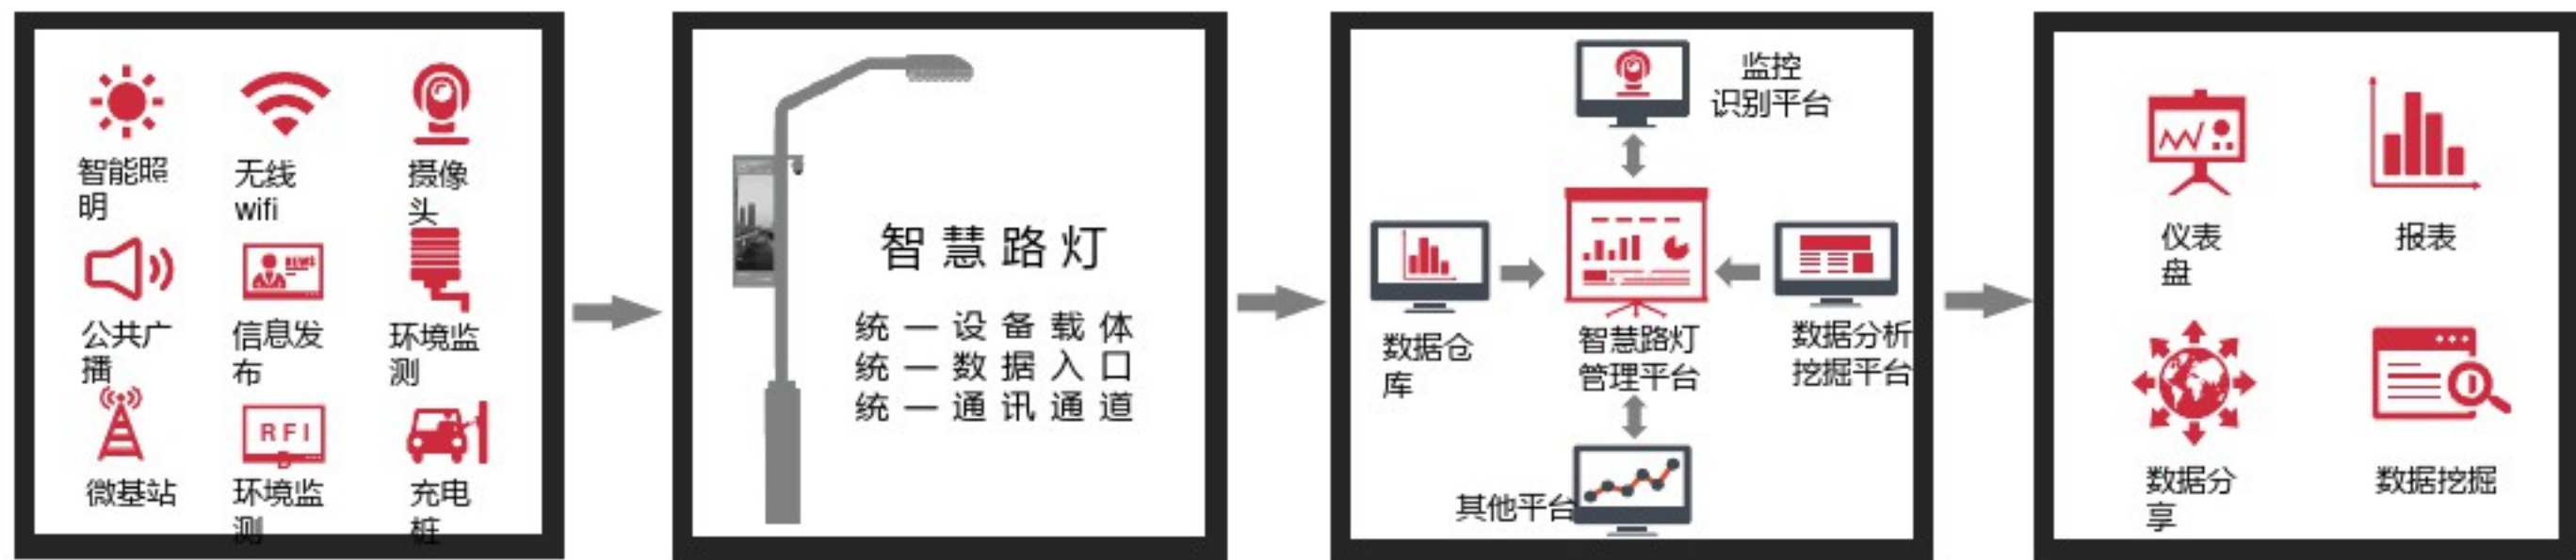 智能照
明
无线
wifi
摄像
头
公共广
播
NEWS
信息发
布
环境监
测
微基站
RFI
D
环境监
测
充电
桩
智慧路灯
统一设备载体
统一数据入口
统一通讯通道
监控
识别平台
数据仓
库
智慧路灯
管理平台
数据分析
挖掘平台
其他平台
仪表
盘
报表
数据分
享
数据挖掘